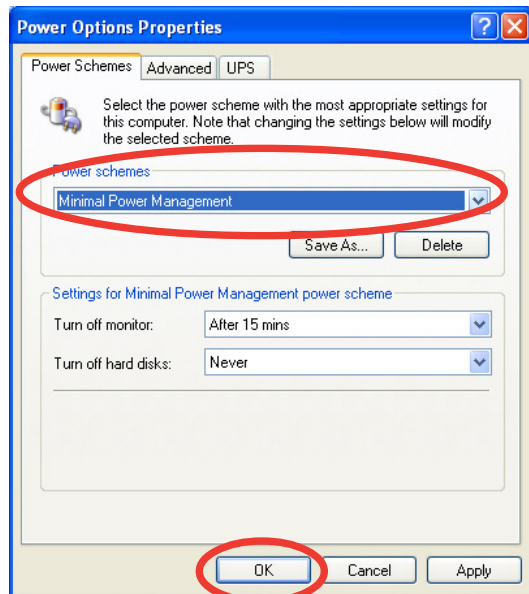 Power Options Properties
Power Schemes Advanced UPS
Select the power scheme with the most appropriate settings for
this computer. Note that changing the settings below will modify
the selected scheme.
Power schemes
Minimal Power Management
Save As... Delete
Settings for Minimal Power Management power scheme
Turn off monitor: After 15 mins
Turn off hard disks: Never
OK Cancel Apply